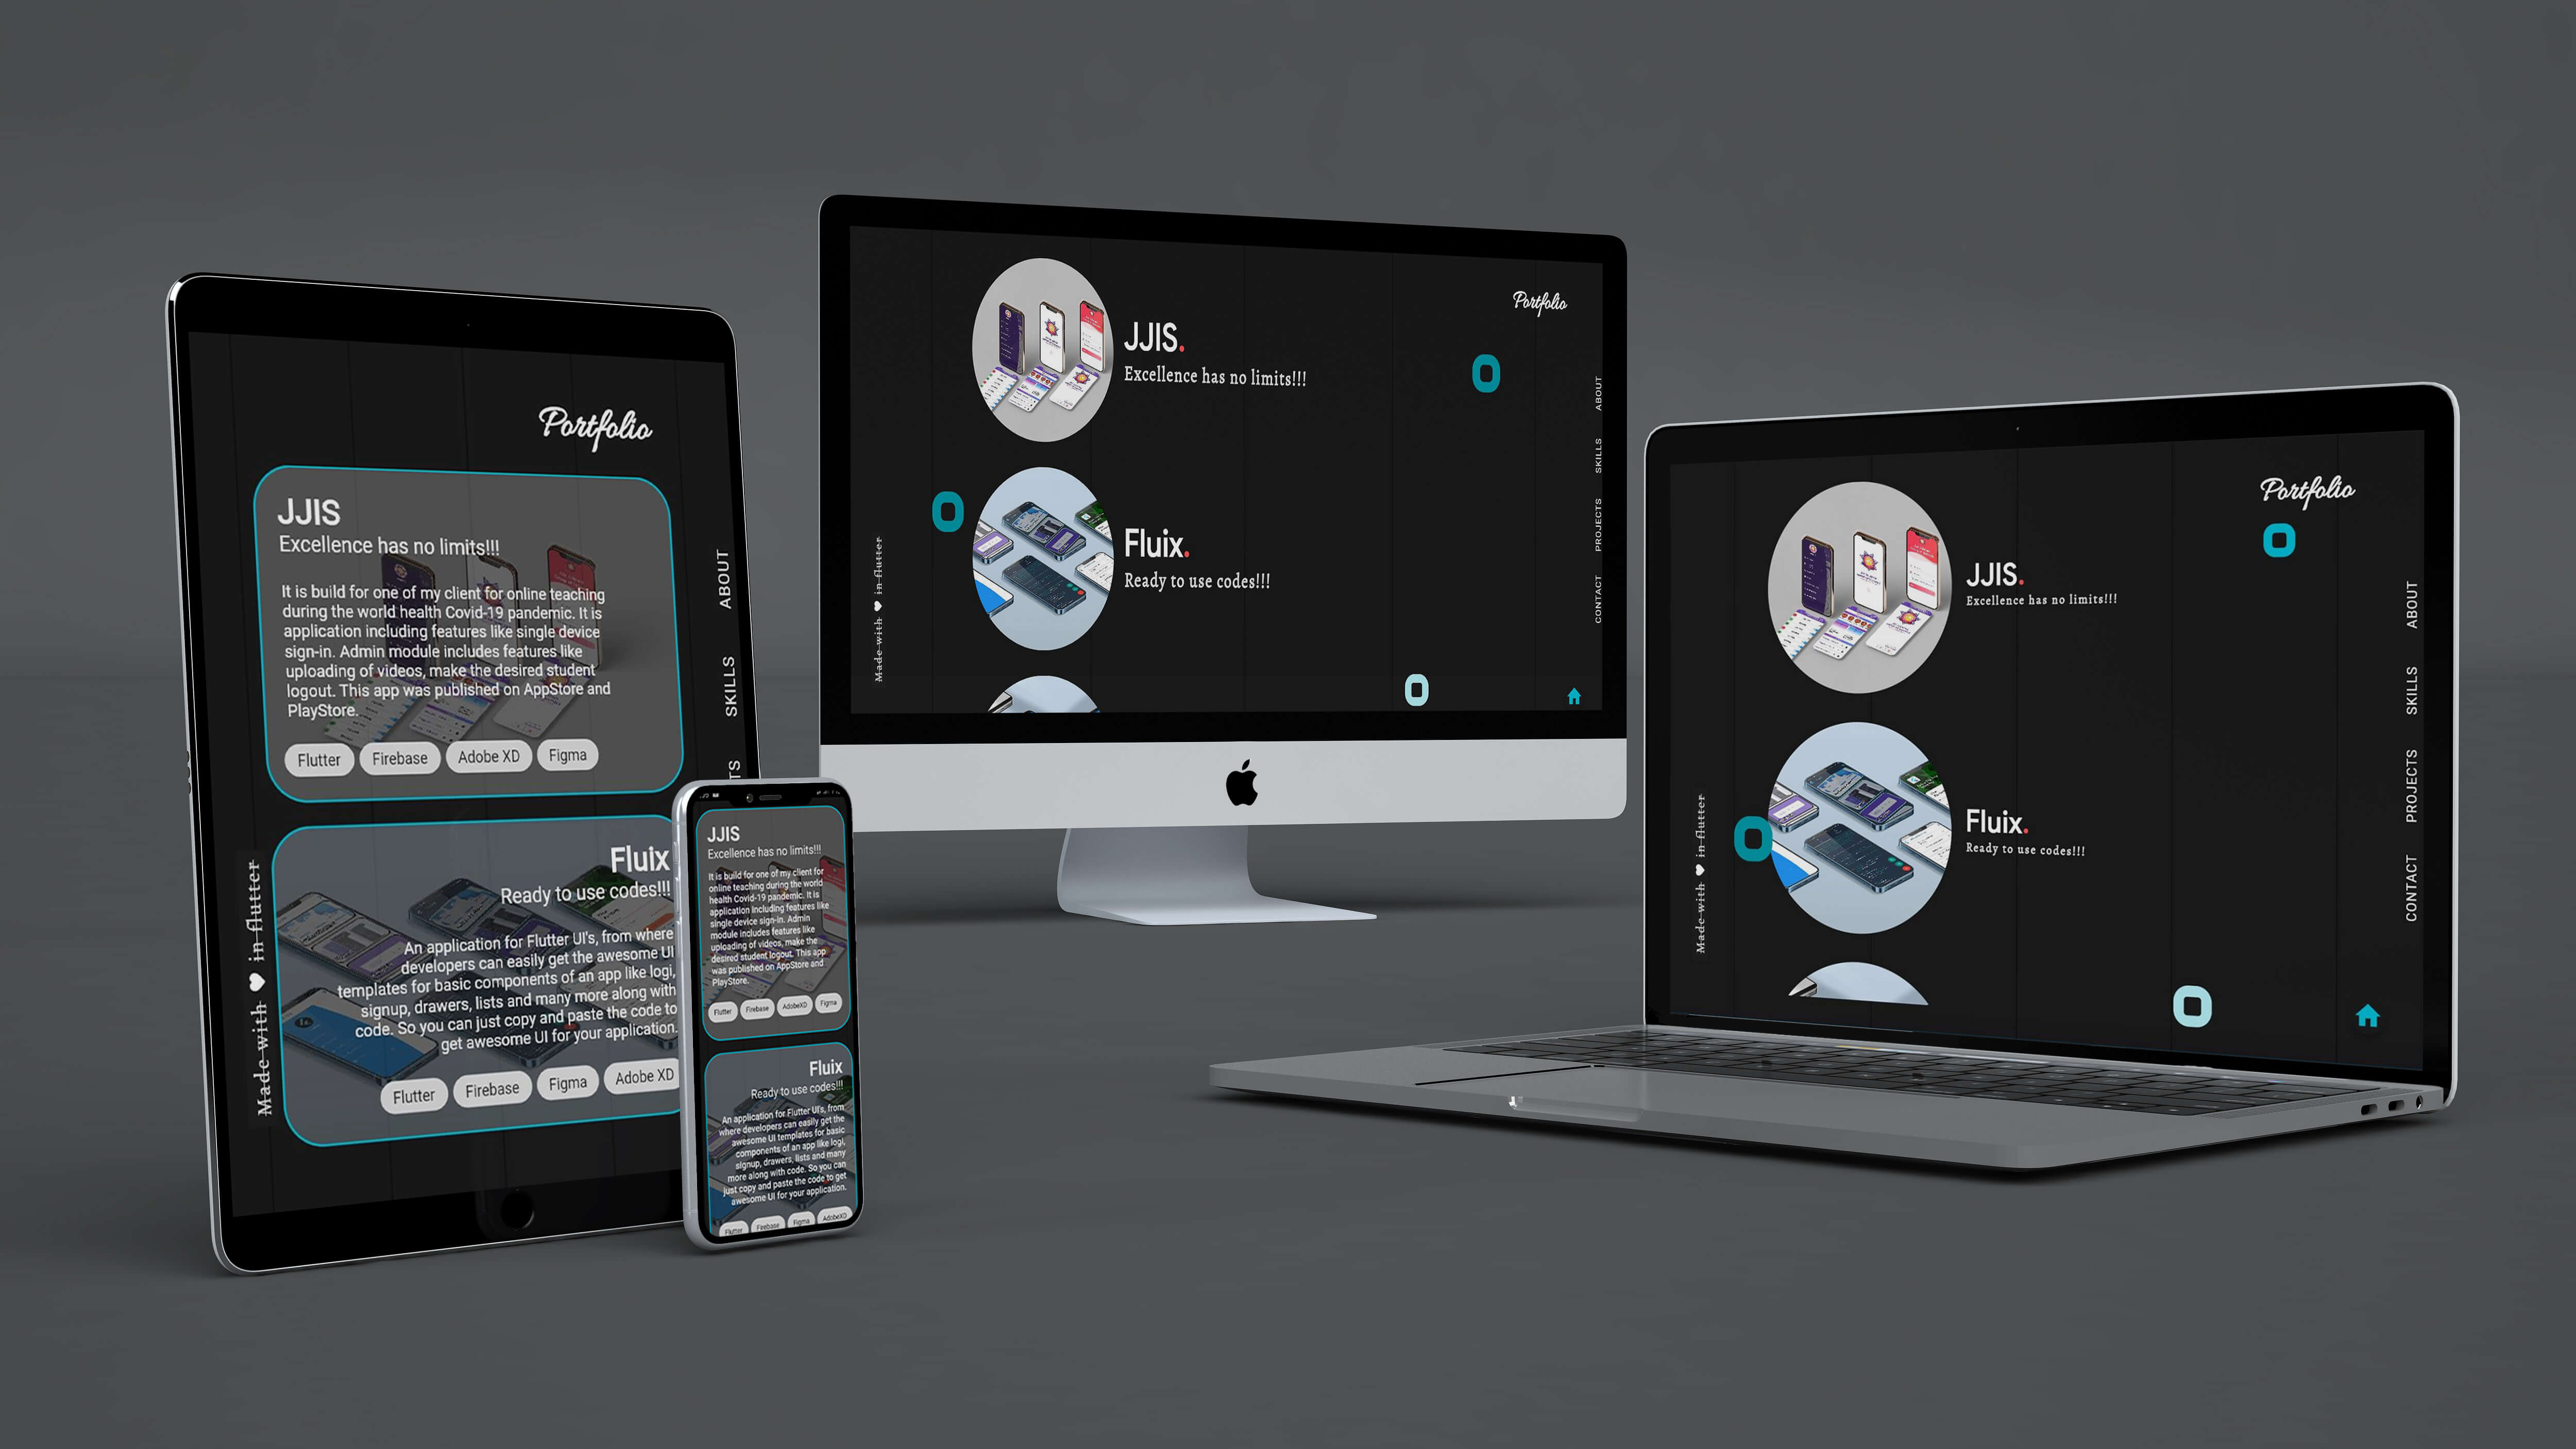 Portfolio
JJIS
Excellence has no limits!!!
It is build for one of my client for online teaching
during the world health Covid-19 pandemic. It is
application including features like single device
sign-in. Admin module includes features like
uploading of videos, make the desired student
logout. This app was published on AppStore and
PlayStore.
Flutter Firebase Adobe XD Figma
Fluix
Ready to use codes!!!
An application for Flutter UI's, from where
developers can easily get the awesome UI
templates for basic components of an app like logi,
signup, drawers, lists and many more along with
code. So you can just copy and paste the code to
get awesome UI for your application.
Flutter Firebase Figma Adobe XD
ABOUT
SKILLS
TS
Made with ♥ in flutter
JJIS
Excellence has no limits!!!
It is build for one of my client for
online teaching during the world
health Covid-19 pandemic. It is
application including features like
single device sign-in. Admin
module includes features like
uploading of videos, make the
desired student logout. This app
was published on AppStore and
PlayStore.
Flutter Firebase AdobeXD Figma
Fluix
Ready to use codes!!!
An application for Flutter UI's, from
where developers can easily get the
awesome UI templates for basic
components of an app like logi,
signup, drawers, lists and many
more along with code. So you can
just copy and paste the code to get
awesome UI for your application.
Flutter Firebase Figma AdobeXD
Portfolio
JJIS.
Excellence has no limits!!!
Fluix.
Ready to use codes!!!
ABOUT
SKILLS
PROJECTS
CONTACT
Made with ♥ in flutter
Portfolio
JJIS.
Excellence has no limits!!!
Fluix.
Ready to use codes!!!
ABOUT
SKILLS
PROJECTS
CONTACT
Made with ♥ in flutter